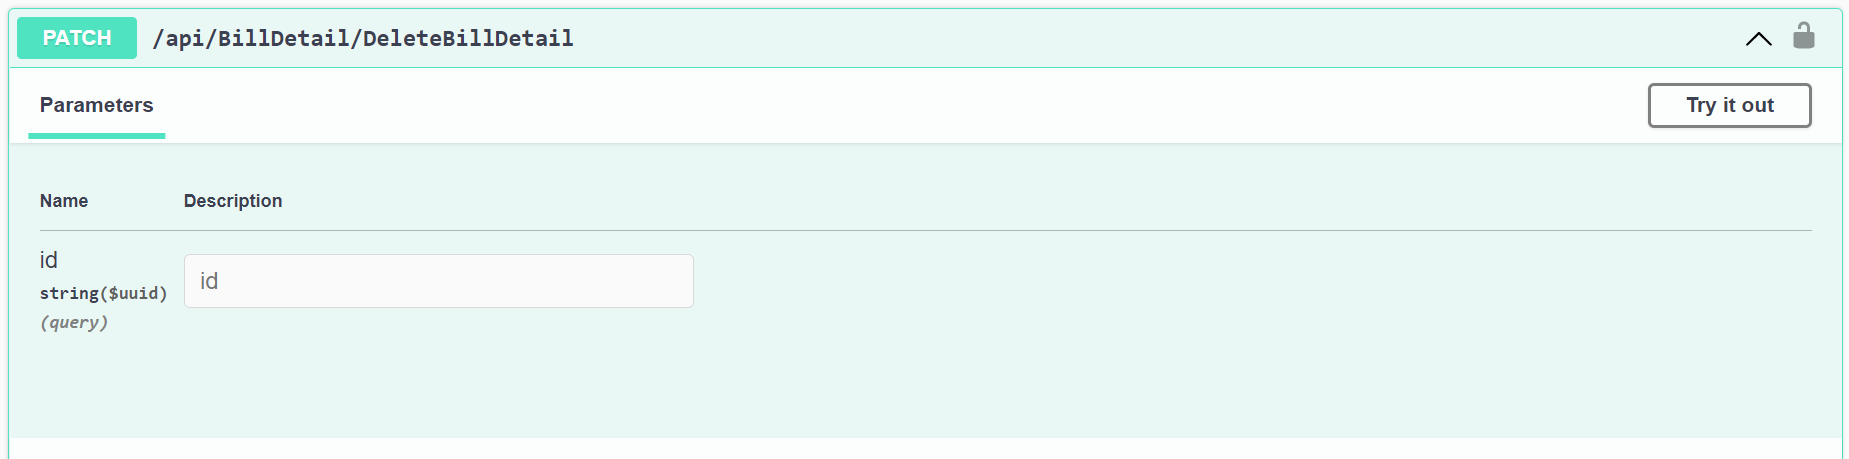 PATCH /api/BillDetail/DeleteBillDetail
Parameters Try it out
Name Description
id
string($uuid)
(query)
id